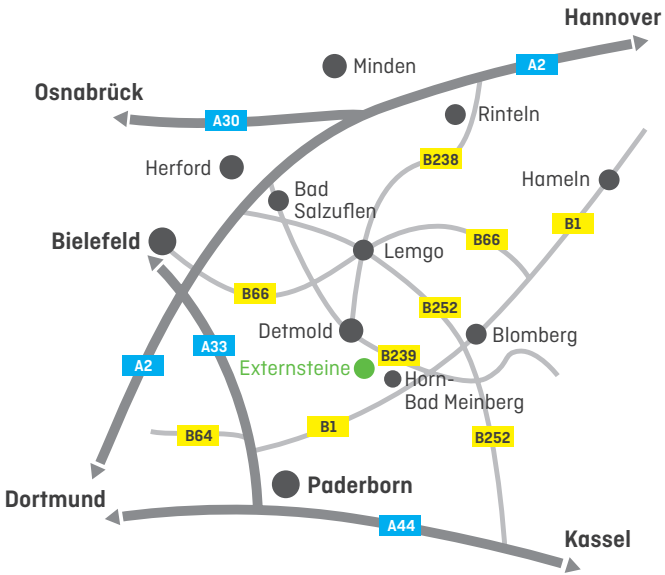 Hannover
A2
Minden
Osnabrück
A30
Rinteln
B238
Herford
Hameln
Bad
Salzuflen
B1
Bielefeld
Lemgo
B66
B66
B252
Detmold
Blomberg
A33
B239
A2
Externsteine
Horn-
Bad Meinberg
B1
B64
B252
Paderborn
Dortmund
A44
Kassel